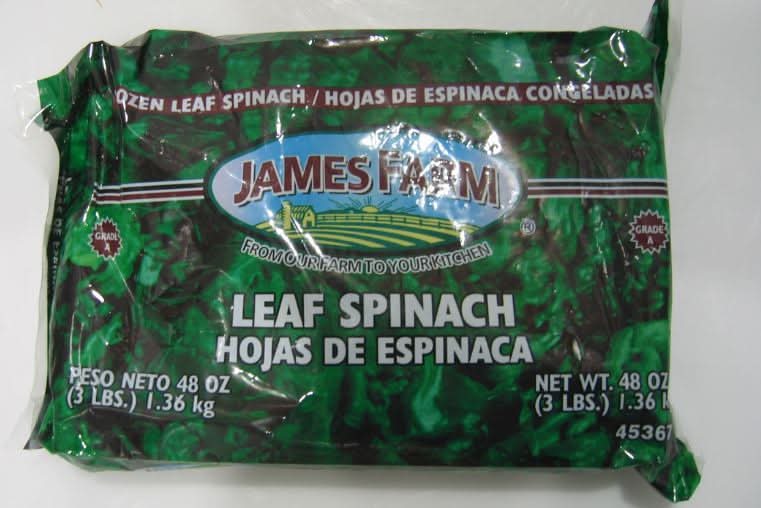 OZEN LEAF SPINACH / HOJAS DE ESPINACA CONGELADAS
JAMES FARM
®
FROM OUR FARM TO YOUR KITCHEN
GRADE
A
GRADE
A
LEAF SPINACH
HOJAS DE ESPINACA
PESO NETO 48 OZ
(3 LBS.) 1.36 kg
NET WT. 48 OZ
(3 LBS.) 1.36 k
45367